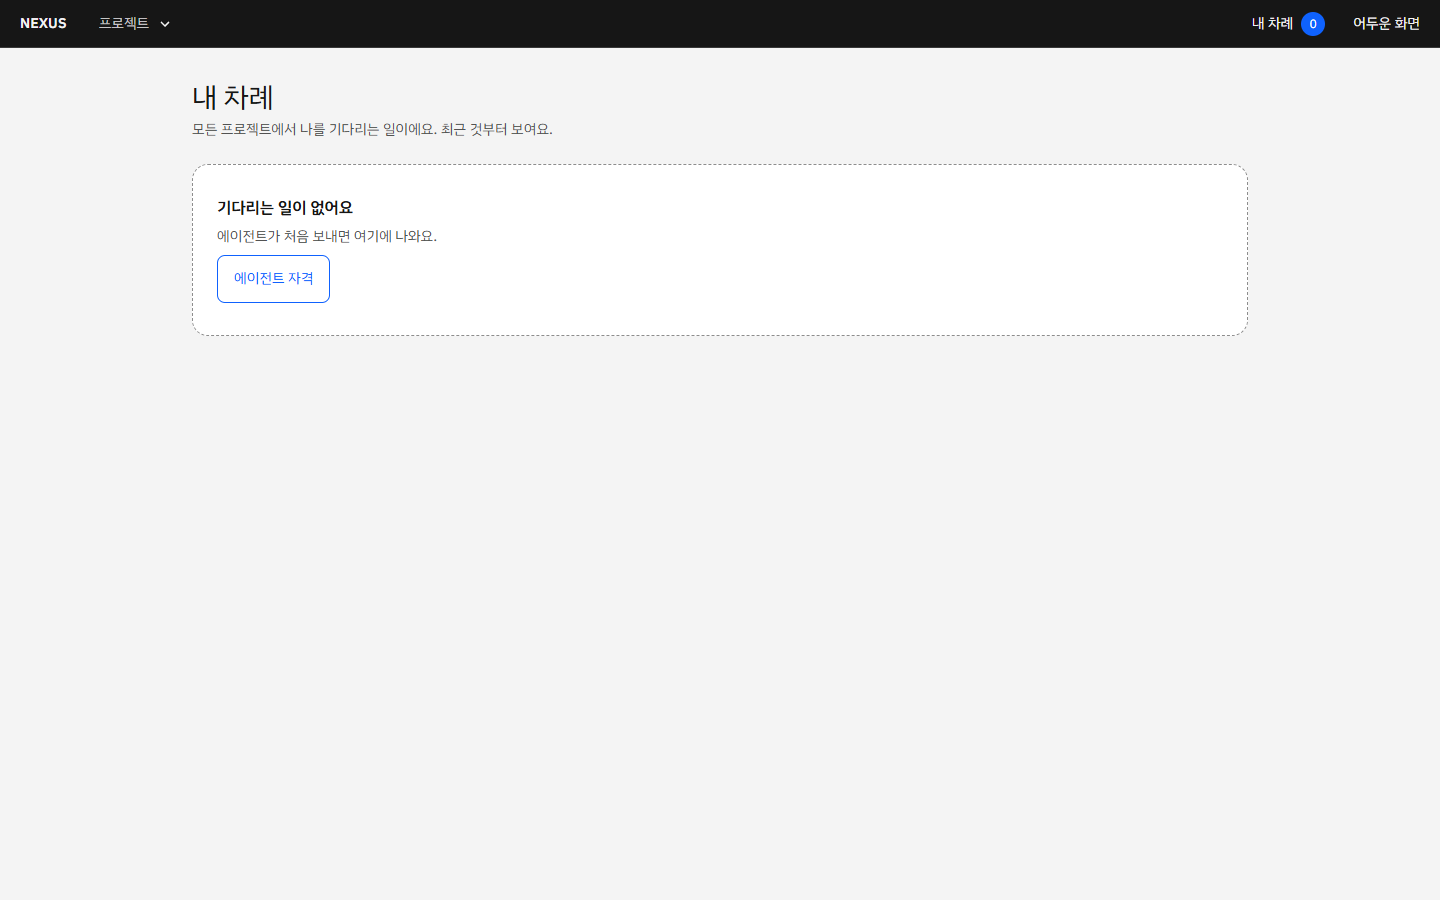 NEXUS 프로젝트 내 차례 0 어두운 화면
내 차례
모든 프로젝트에서 나를 기다리는 일이에요. 최근 것부터 보여요.
기다리는 일이 없어요
에이전트가 처음 보내면 여기에 나와요.
에이전트 자격